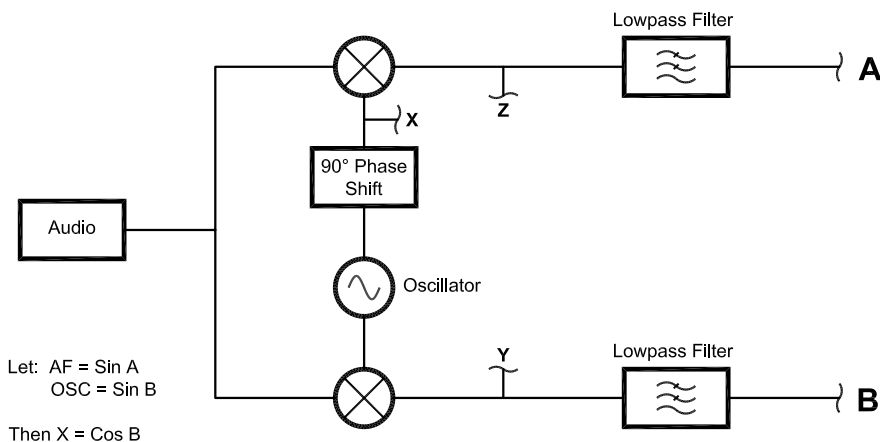 Lowpass Filter
A
Z
X
90° Phase
Shift
Audio
Oscillator
Lowpass Filter
Y
B
Let: AF = Sin A
OSC = Sin B
Then X = Cos B